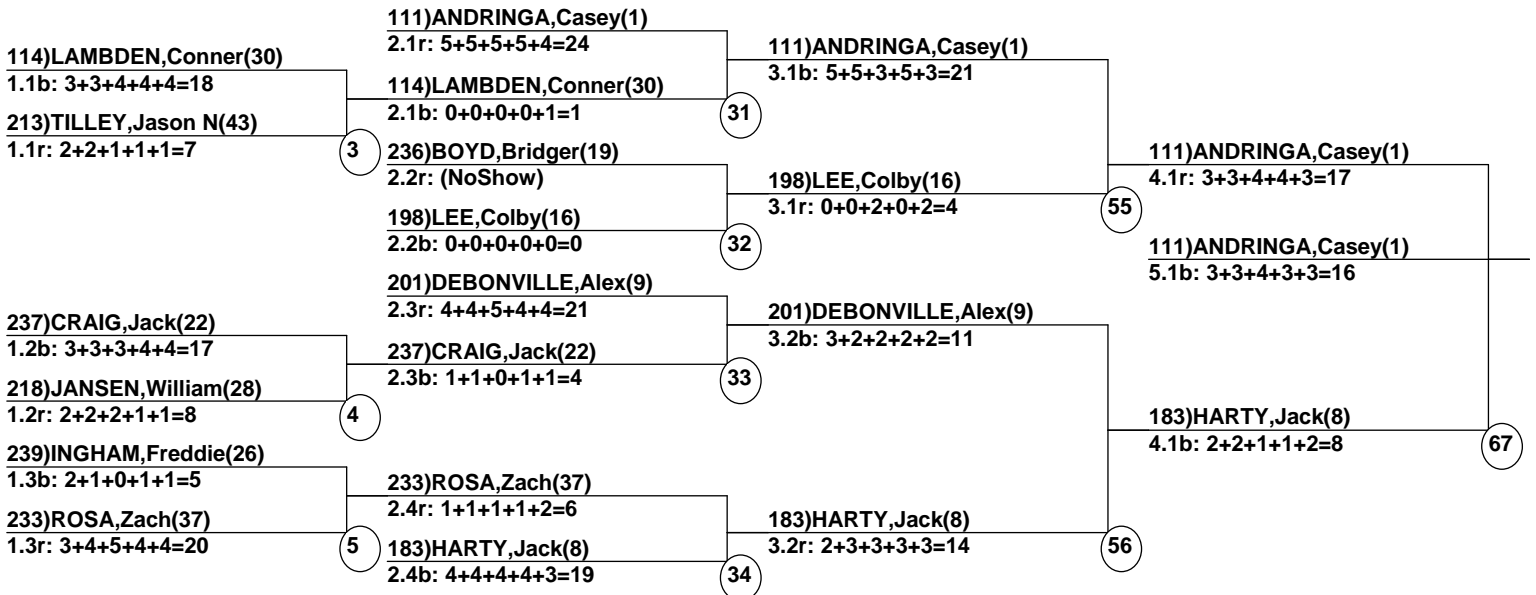 114)LAMBDEN,Conner(30)
1.1b: 3+3+4+4+4=18
213)TILLEY,Jason N(43)
1.1r: 2+2+1+1+1=7
3
237)CRAIG,Jack(22)
1.2b: 3+3+3+4+4=17
218)JANSEN,William(28)
1.2r: 2+2+2+1+1=8
4
239)INGHAM,Freddie(26)
1.3b: 2+1+0+1+1=5
233)ROSA,Zach(37)
1.3r: 3+4+5+4+4=20
5
111)ANDRINGA,Casey(1)
2.1r: 5+5+5+5+4=24
114)LAMBDEN,Conner(30)
2.1b: 0+0+0+0+1=1
31
236)BOYD,Bridger(19)
2.2r: (NoShow)
198)LEE,Colby(16)
2.2b: 0+0+0+0+0=0
32
201)DEBONVILLE,Alex(9)
2.3r: 4+4+5+4+4=21
237)CRAIG,Jack(22)
2.3b: 1+1+0+1+1=4
33
233)ROSA,Zach(37)
2.4r: 1+1+1+1+2=6
183)HARTY,Jack(8)
2.4b: 4+4+4+4+3=19
34
111)ANDRINGA,Casey(1)
3.1b: 5+5+3+5+3=21
198)LEE,Colby(16)
3.1r: 0+0+2+0+2=4
55
201)DEBONVILLE,Alex(9)
3.2b: 3+2+2+2+2=11
183)HARTY,Jack(8)
3.2r: 2+3+3+3+3=14
56
111)ANDRINGA,Casey(1)
4.1r: 3+3+4+4+3=17
111)ANDRINGA,Casey(1)
5.1b: 3+3+4+3+3=16
183)HARTY,Jack(8)
4.1b: 2+2+1+1+2=8
67